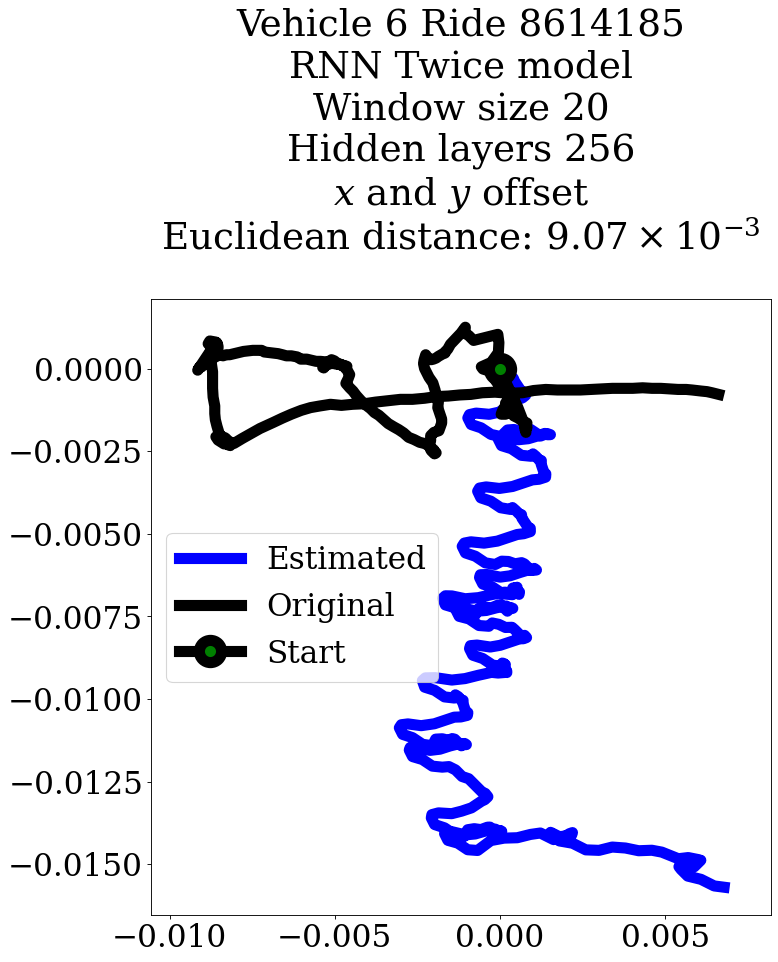 Vehicle 6 Ride 8614185
RNN Twice model
Window size 20
Hidden layers 256
x and y offset
Euclidean distance: 9.07 × 10⁻³
0.0000
−0.0025
−0.0050
−0.0075
−0.0100
−0.0125
−0.0150
Estimated
Original
Start
−0.010 −0.005 0.000 0.005